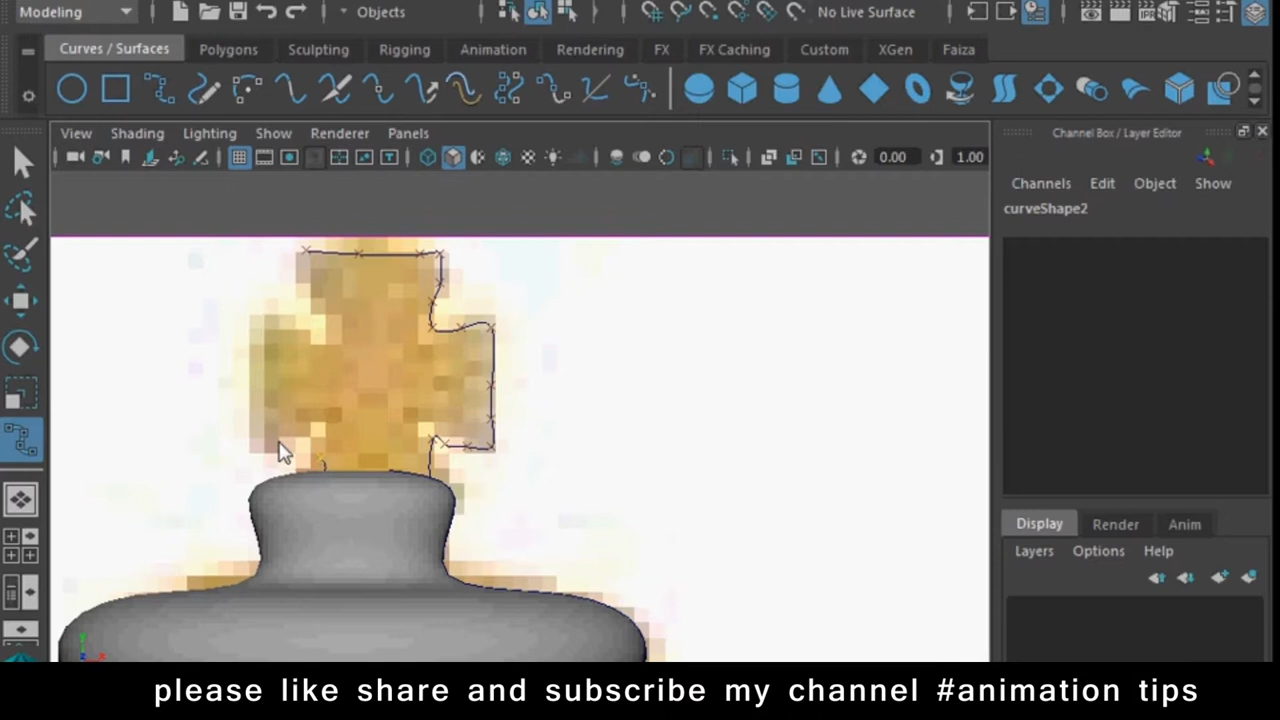 Modeling
Objects
No Live Surface
Curves / Surfaces
Polygons
Sculpting
Rigging
Animation
Rendering
FX
FX Caching
Custom
XGen
Faiza
View
Shading
Lighting
Show
Renderer
Panels
0.00
1.00
Channel Box / Layer Editor
Channels
Edit
Object
Show
curveShape2
Display
Render
Anim
Layers
Options
Help
please like share and subscribe my channel #animation tips